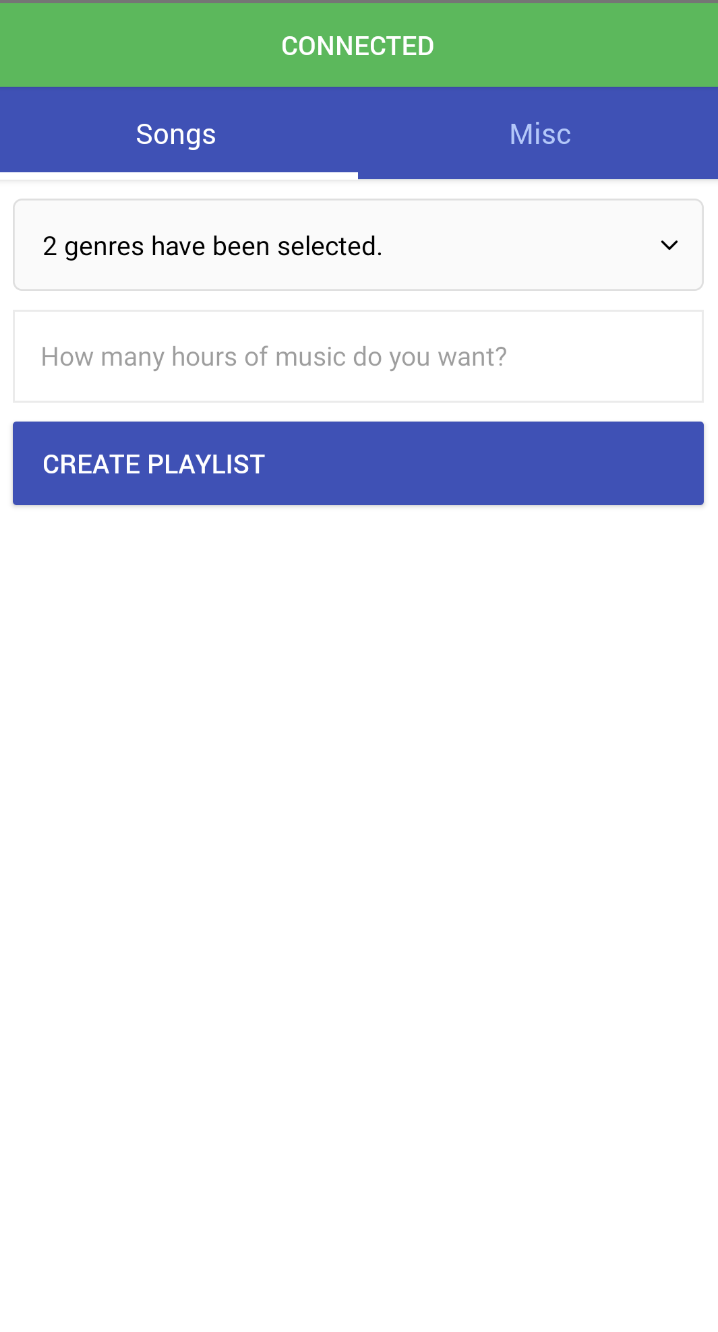 CONNECTED
Songs
Misc
2 genres have been selected.
How many hours of music do you want?
CREATE PLAYLIST